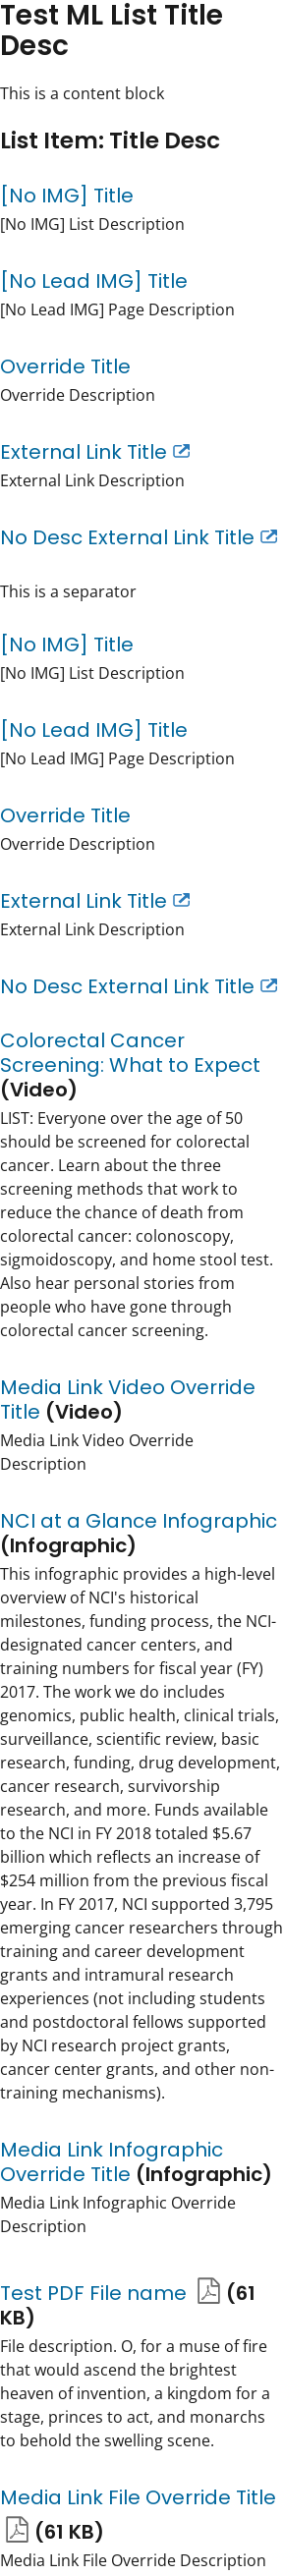 Test ML List Title
Desc
This is a content block
List Item: Title Desc
[No IMG] Title
[No IMG] List Description
[No Lead IMG] Title
[No Lead IMG] Page Description
Override Title
Override Description
External Link Title
External Link Description
No Desc External Link Title
This is a separator
[No IMG] Title
[No IMG] List Description
[No Lead IMG] Title
[No Lead IMG] Page Description
Override Title
Override Description
External Link Title
External Link Description
No Desc External Link Title
Colorectal Cancer
Screening: What to Expect
(Video)
LIST: Everyone over the age of 50
should be screened for colorectal
cancer. Learn about the three
screening methods that work to
reduce the chance of death from
colorectal cancer: colonoscopy,
sigmoidoscopy, and home stool test.
Also hear personal stories from
people who have gone through
colorectal cancer screening.
Media Link Video Override
Title (Video)
Media Link Video Override
Description
NCI at a Glance Infographic
(Infographic)
This infographic provides a high-level
overview of NCI's historical
milestones, funding process, the NCI-
designated cancer centers, and
training numbers for fiscal year (FY)
2017. The work we do includes
genomics, public health, clinical trials,
surveillance, scientific review, basic
research, funding, drug development,
cancer research, survivorship
research, and more. Funds available
to the NCI in FY 2018 totaled $5.67
billion which reflects an increase of
$254 million from the previous fiscal
year. In FY 2017, NCI supported 3,795
emerging cancer researchers through
training and career development
grants and intramural research
experiences (not including students
and postdoctoral fellows supported
by NCI research project grants,
cancer center grants, and other non-
training mechanisms).
Media Link Infographic
Override Title (Infographic)
Media Link Infographic Override
Description
Test PDF File name (61
KB)
File description. O, for a muse of fire
that would ascend the brightest
heaven of invention, a kingdom for a
stage, princes to act, and monarchs
to behold the swelling scene.
Media Link File Override Title
(61 KB)
Media Link File Override Description